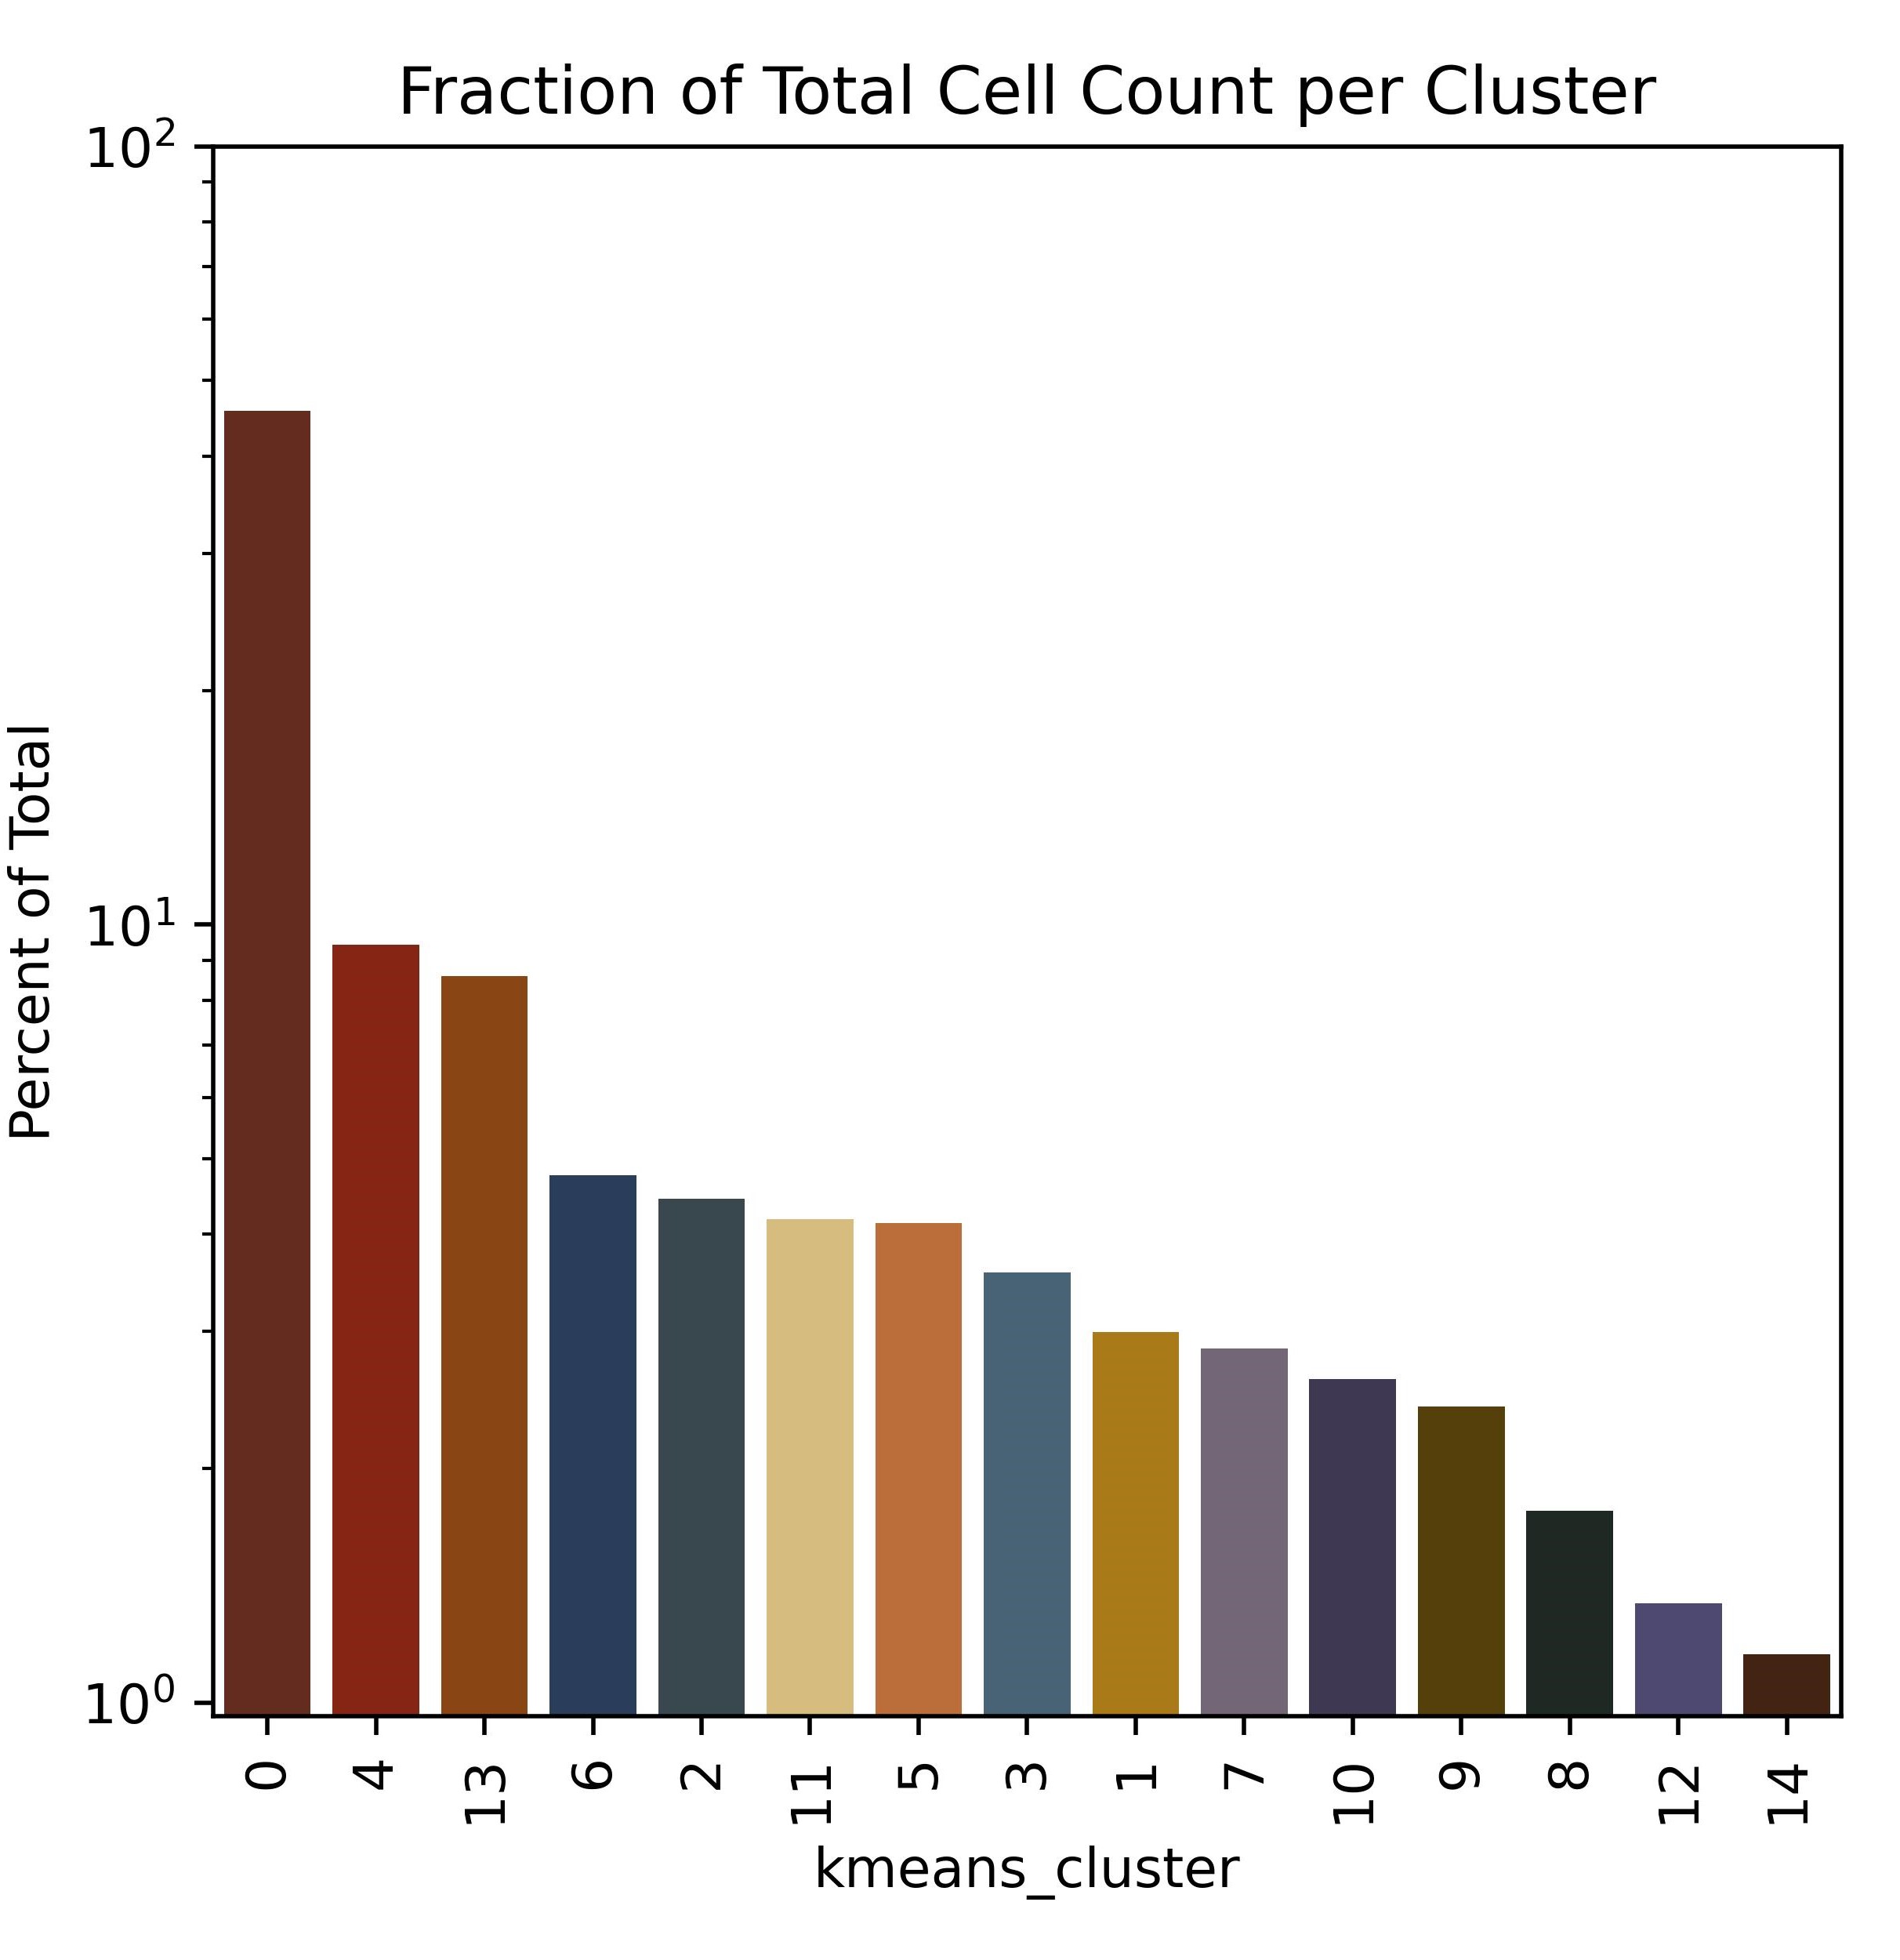 Fraction of Total Cell Count per Cluster
10²
10¹
10⁰
Percent of Total
0 4 13 6 2 11 5 3 1 7 10 9 8 12 14
kmeans_cluster